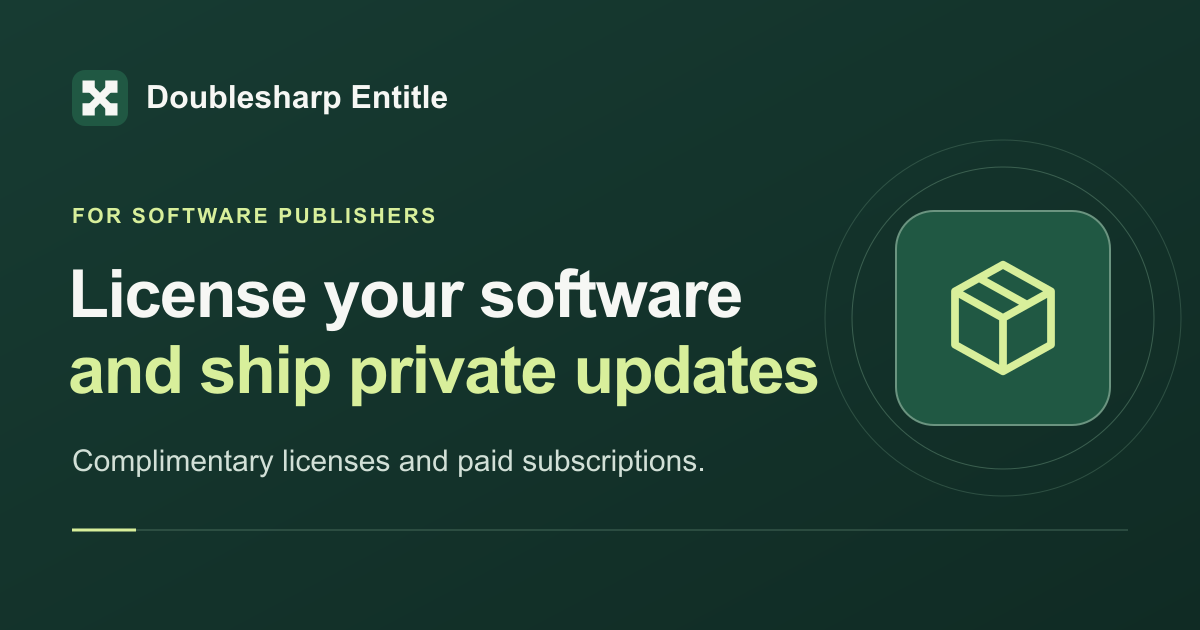 Doublesharp Entitle
FOR SOFTWARE PUBLISHERS
License your software
and ship private updates
Complimentary licenses and paid subscriptions.